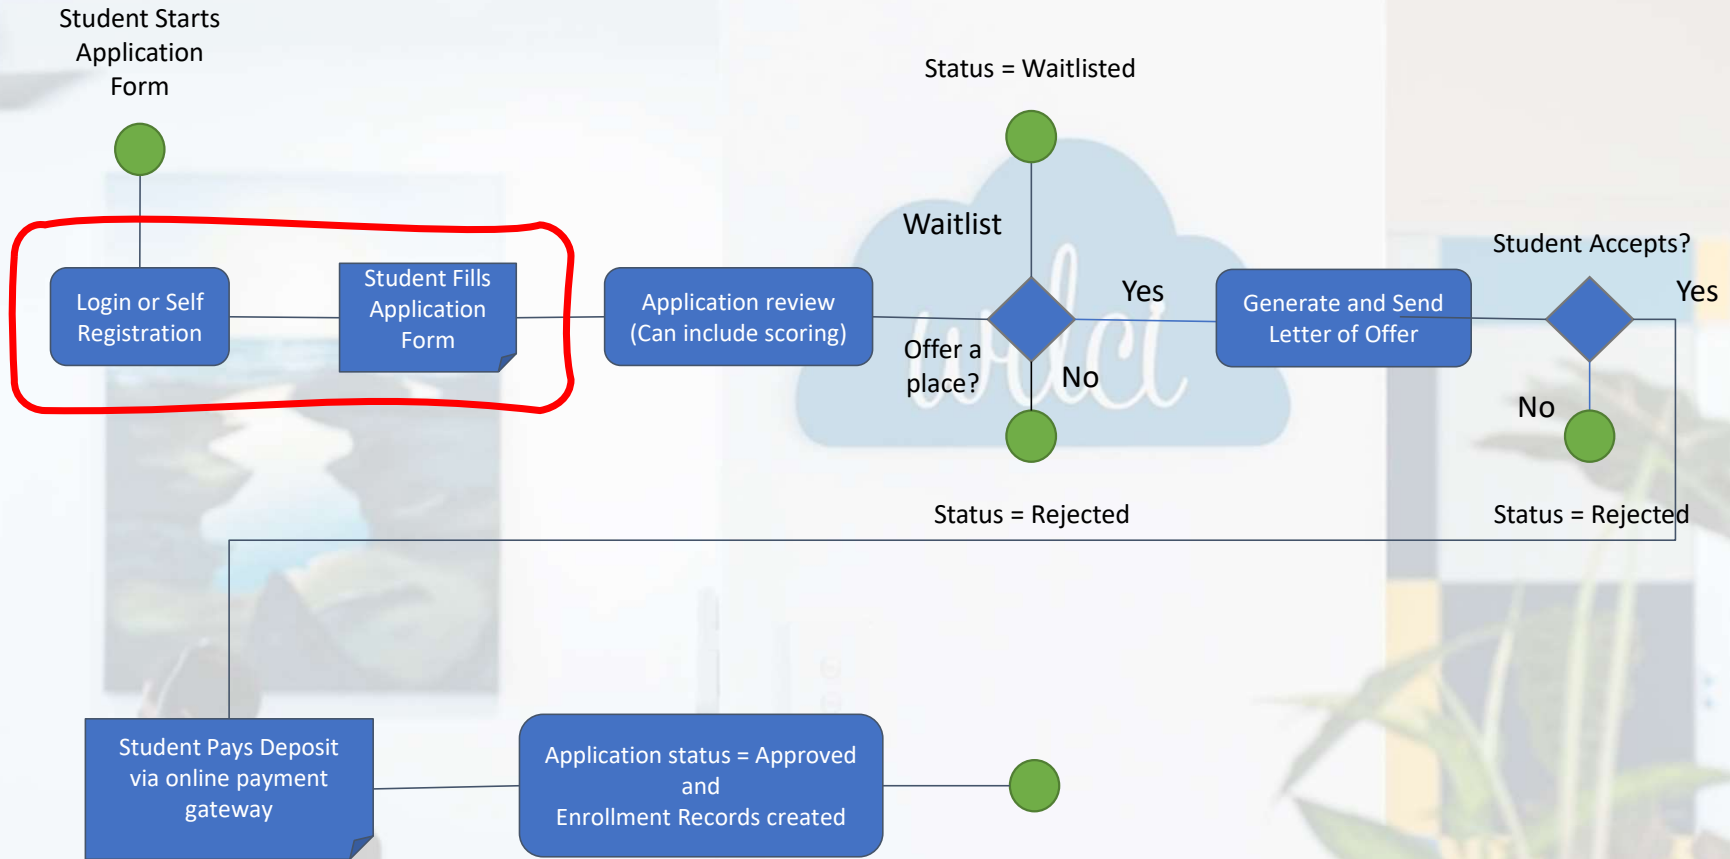 Student Starts
Application
Form
Status = Waitlisted
Waitlist
Student Accepts?
Login or Self
Registration
Student Fills
Application
Form
Application review
(Can include scoring)
Offer a
place?
Yes
No
Generate and Send
Letter of Offer
Yes
No
Status = Rejected
Status = Rejected
wdci
Student Pays Deposit
via online payment
gateway
Application status = Approved
and
Enrollment Records created